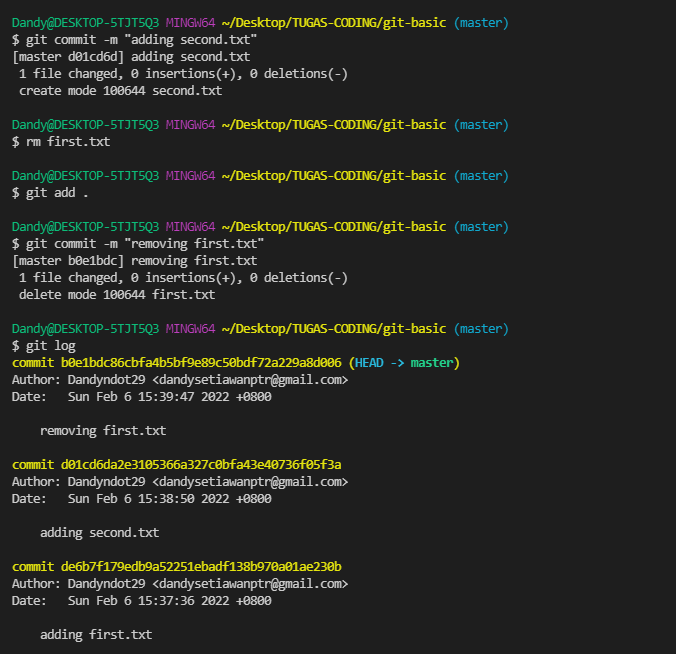 Dandy@DESKTOP-5TJT5Q3 MINGW64 ~/Desktop/TUGAS-CODING/git-basic (master)
$ git commit -m "adding second.txt"
[master d01cd6d] adding second.txt
 1 file changed, 0 insertions(+), 0 deletions(-)
 create mode 100644 second.txt

Dandy@DESKTOP-5TJT5Q3 MINGW64 ~/Desktop/TUGAS-CODING/git-basic (master)
$ rm first.txt

Dandy@DESKTOP-5TJT5Q3 MINGW64 ~/Desktop/TUGAS-CODING/git-basic (master)
$ git add .

Dandy@DESKTOP-5TJT5Q3 MINGW64 ~/Desktop/TUGAS-CODING/git-basic (master)
$ git commit -m "removing first.txt"
[master b0e1bdc] removing first.txt
 1 file changed, 0 insertions(+), 0 deletions(-)
 delete mode 100644 first.txt

Dandy@DESKTOP-5TJT5Q3 MINGW64 ~/Desktop/TUGAS-CODING/git-basic (master)
$ git log
commit b0e1bdc86cbfa4b5bf9e89c50bdf72a229a8d006 (HEAD -> master)
Author: Dandyndot29 <dandysetiawanptr@gmail.com>
Date:   Sun Feb 6 15:39:47 2022 +0800

    removing first.txt

commit d01cd6da2e3105366a327c0bfa43e40736f05f3a
Author: Dandyndot29 <dandysetiawanptr@gmail.com>
Date:   Sun Feb 6 15:38:50 2022 +0800

    adding second.txt

commit de6b7f179edb9a52251ebadf138b970a01ae230b
Author: Dandyndot29 <dandysetiawanptr@gmail.com>
Date:   Sun Feb 6 15:37:36 2022 +0800

    adding first.txt